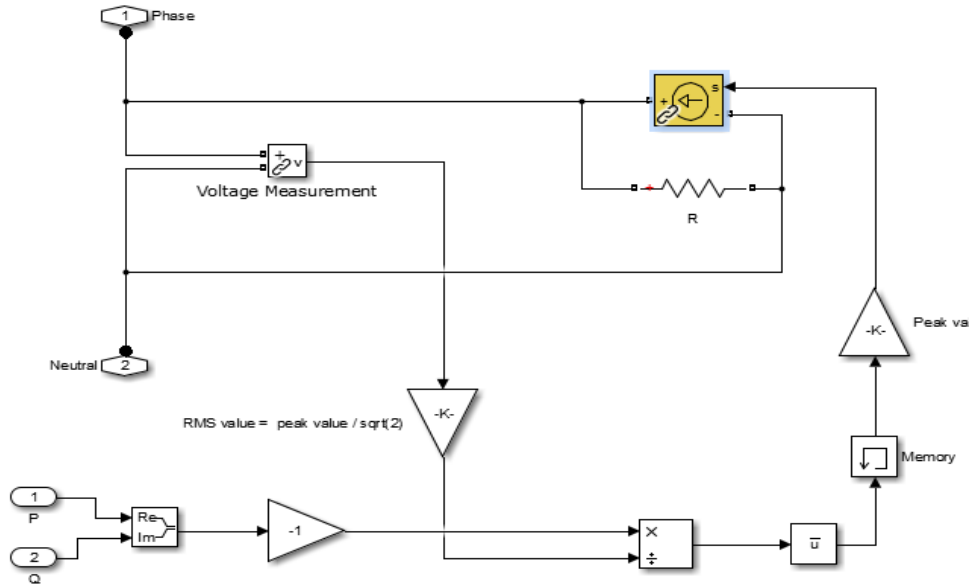 1
Phase
+
s
-
+
v
Voltage Measurement
+
R
Neutral
2
-K-
Peak va
RMS value = peak value / sqrt(2)
-K-
Memory
1
P
Re
Im
-1
×
÷
u
2
Q